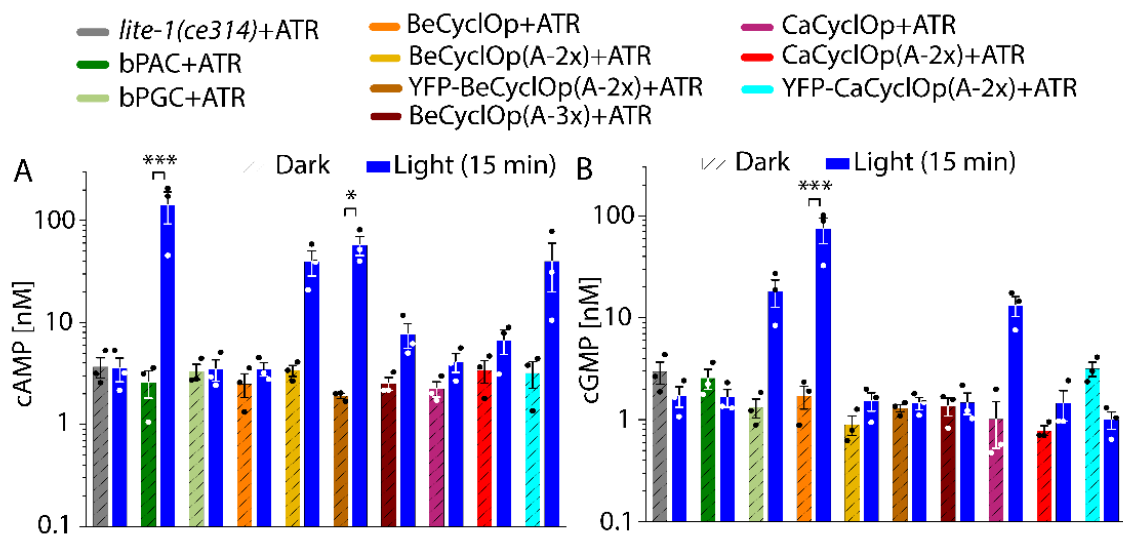 lite-1(ce314)+ATR
bPAC+ATR
bPGC+ATR
BeCyclOp+ATR
BeCyclOp(A-2x)+ATR
YFP-BeCyclOp(A-2x)+ATR
BeCyclOp(A-3x)+ATR
CaCyclOp+ATR
CaCyclOp(A-2x)+ATR
YFP-CaCyclOp(A-2x)+ATR
A
Dark
Light (15 min)
***
*
cAMP [nM]
100
10
1
0.1
B
Dark
Light (15 min)
***
cGMP [nM]
100
10
1
0.1